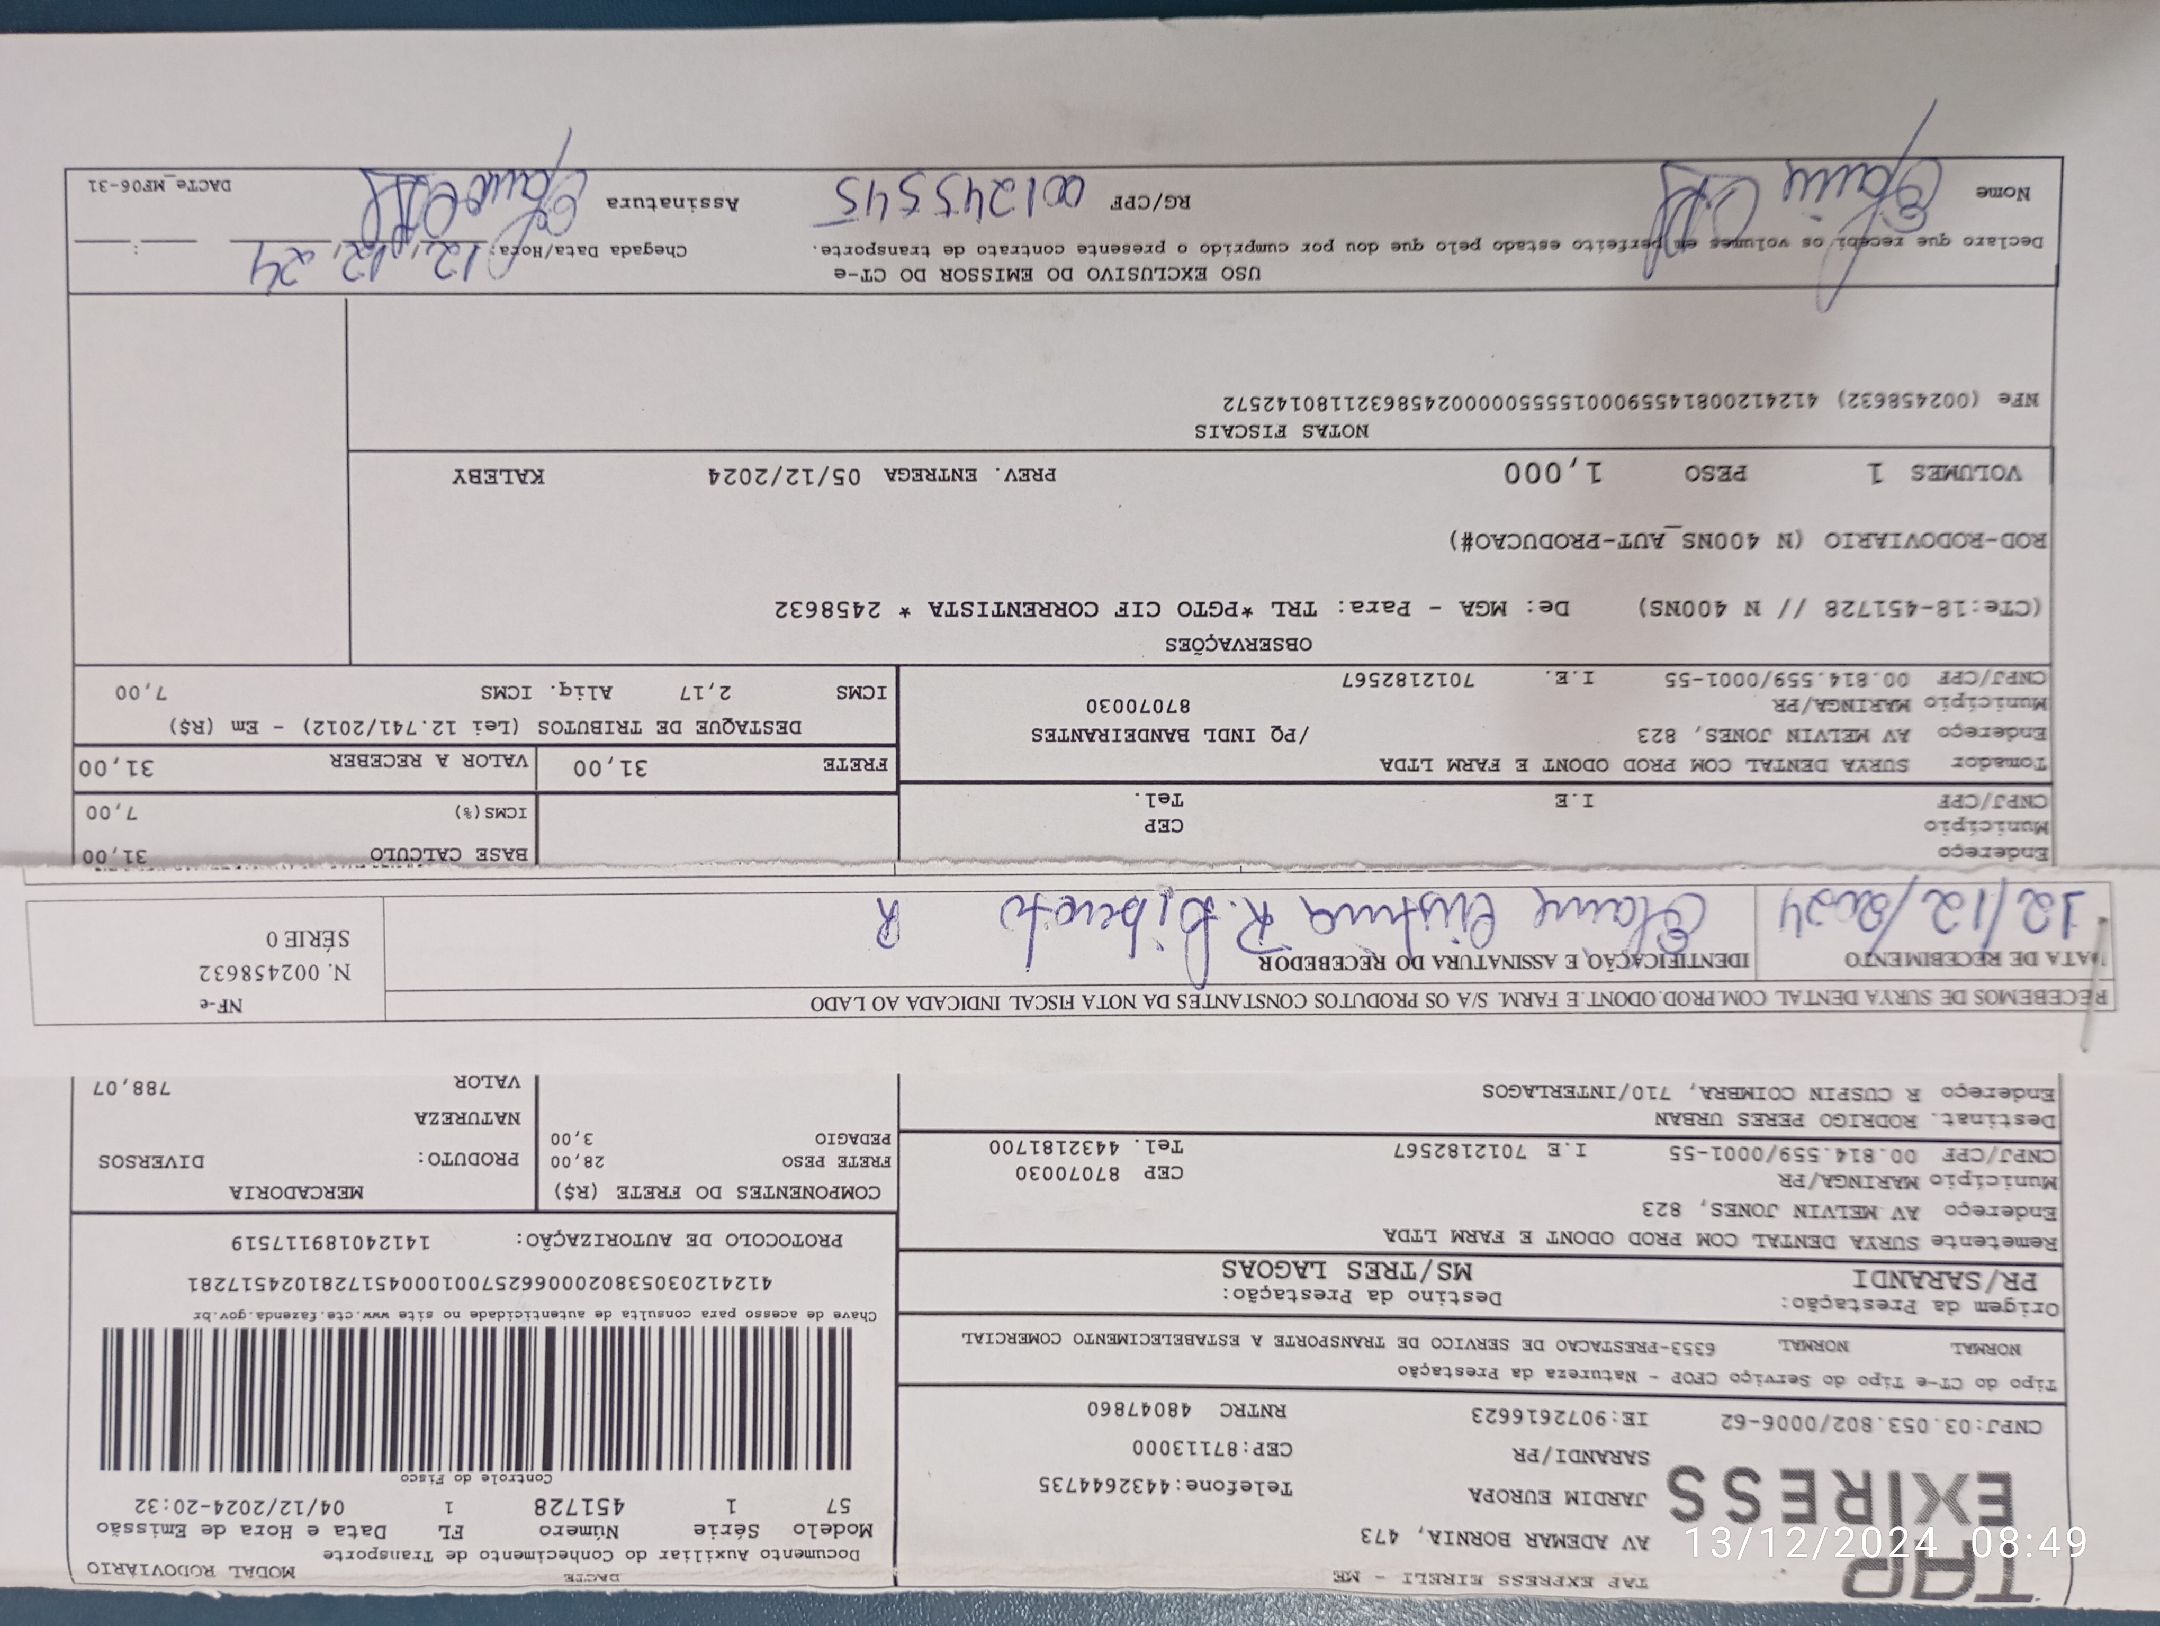 TAP
EXIRESS
TAP EXPRESS EIRELI - ME
AV ADEMAR BORNIA, 473
JARDIM EUROPA Telefone:4432644735
SARANDI/PR CEP:87113000
CNPJ:03.053.802/0006-62 IE:9072616623 RNTRC 48047860
DACTE MODAL RODOVIÁRIO
Documento Auxiliar do Conhecimento de Transporte
Modelo Série Número FL Data e Hora de Emissão
57 1 451728 1 04/12/2024-20:32
Controle do Fisco
Chave de acesso para consulta de autenticidade no site www.cte.fazenda.gov.br
41241203053802000662570010004517281024517281
PROTOCOLO DE AUTORIZAÇÃO: 141240189117519
Tipo do CT-e Tipo do Serviço CFOP - Natureza da Prestação
NORMAL NORMAL 6353-PRESTACAO DE SERVICO DE TRANSPORTE A ESTABELECIMENTO COMERCIAL
Origem da Prestação: Destino da Prestação:
PR/SARANDI MS/TRES LAGOAS
Remetente SURYA DENTAL COM PROD ODONT E FARM LTDA
Endereço AV MELVIN JONES, 823
Município MARINGA/PR CEP 87070030
CNPJ/CPF 00.814.559/0001-55 I.E 7012182567 Tel. 4432181700
Destinat. RODRIGO PERES URBAN
Endereço R CUSPIN COIMBRA, 710/INTERLAGOS
COMPONENTES DO FRETE (R$) MERCADORIA
FRETE PESO 28,00 PRODUTO: DIVERSOS
PEDAGIO 3,00
NATUREZA
VALOR 788,07
RECEBEMOS DE SURYA DENTAL COM.PROD.ODONT.E FARM. S/A OS PRODUTOS CONSTANTES DA NOTA FISCAL INDICADA AO LADO
NF-e
N. 002458632
SÉRIE 0
DATA DE RECEBIMENTO IDENTIFICAÇÃO E ASSINATURA DO RECEBEDOR
12/12/2024 Elaine Cristina R.
Endereço
Município CEP
CNPJ/CPF I.E Tel.
BASE CALCULO 31,00
ICMS(%) 7,00
Tomador SURYA DENTAL COM PROD ODONT E FARM LTDA
Endereço AV MELVIN JONES, 823 /PQ INDL BANDEIRANTES
Município MARINGA/PR 87070030
CNPJ/CPF 00.814.559/0001-55 I.E. 7012182567
FRETE 31,00 VALOR A RECEBER 31,00
DESTAQUE DE TRIBUTOS (Lei 12.741/2012) - Em (R$)
ICMS 2,17 Aliq. ICMS 7,00
OBSERVAÇÕES
(CTe:18-451728 // N 400NS) De: MGA - Para: TRL *PGTO CIF CORRENTISTA * 2458632
ROD-RODOVIARIO (N 400NS_AUT-PRODUCAO#)
VOLUMES 1 PESO 1,000 PREV. ENTREGA 05/12/2024 KALEBY
NOTAS FISCAIS
NFe (002458632) 41241200814559000155550000024586321180142572
USO EXCLUSIVO DO EMISSOR DO CT-e
Declaro que recebi os volumes em perfeito estado pelo que dou por cumprido o presente contrato de transporte. Chegada Data/Hora: 12/12/24 __:__
Nome Elaine RG/CPF 001245545 Assinatura
DACTe_MF06-31
13/12/2024 08:49